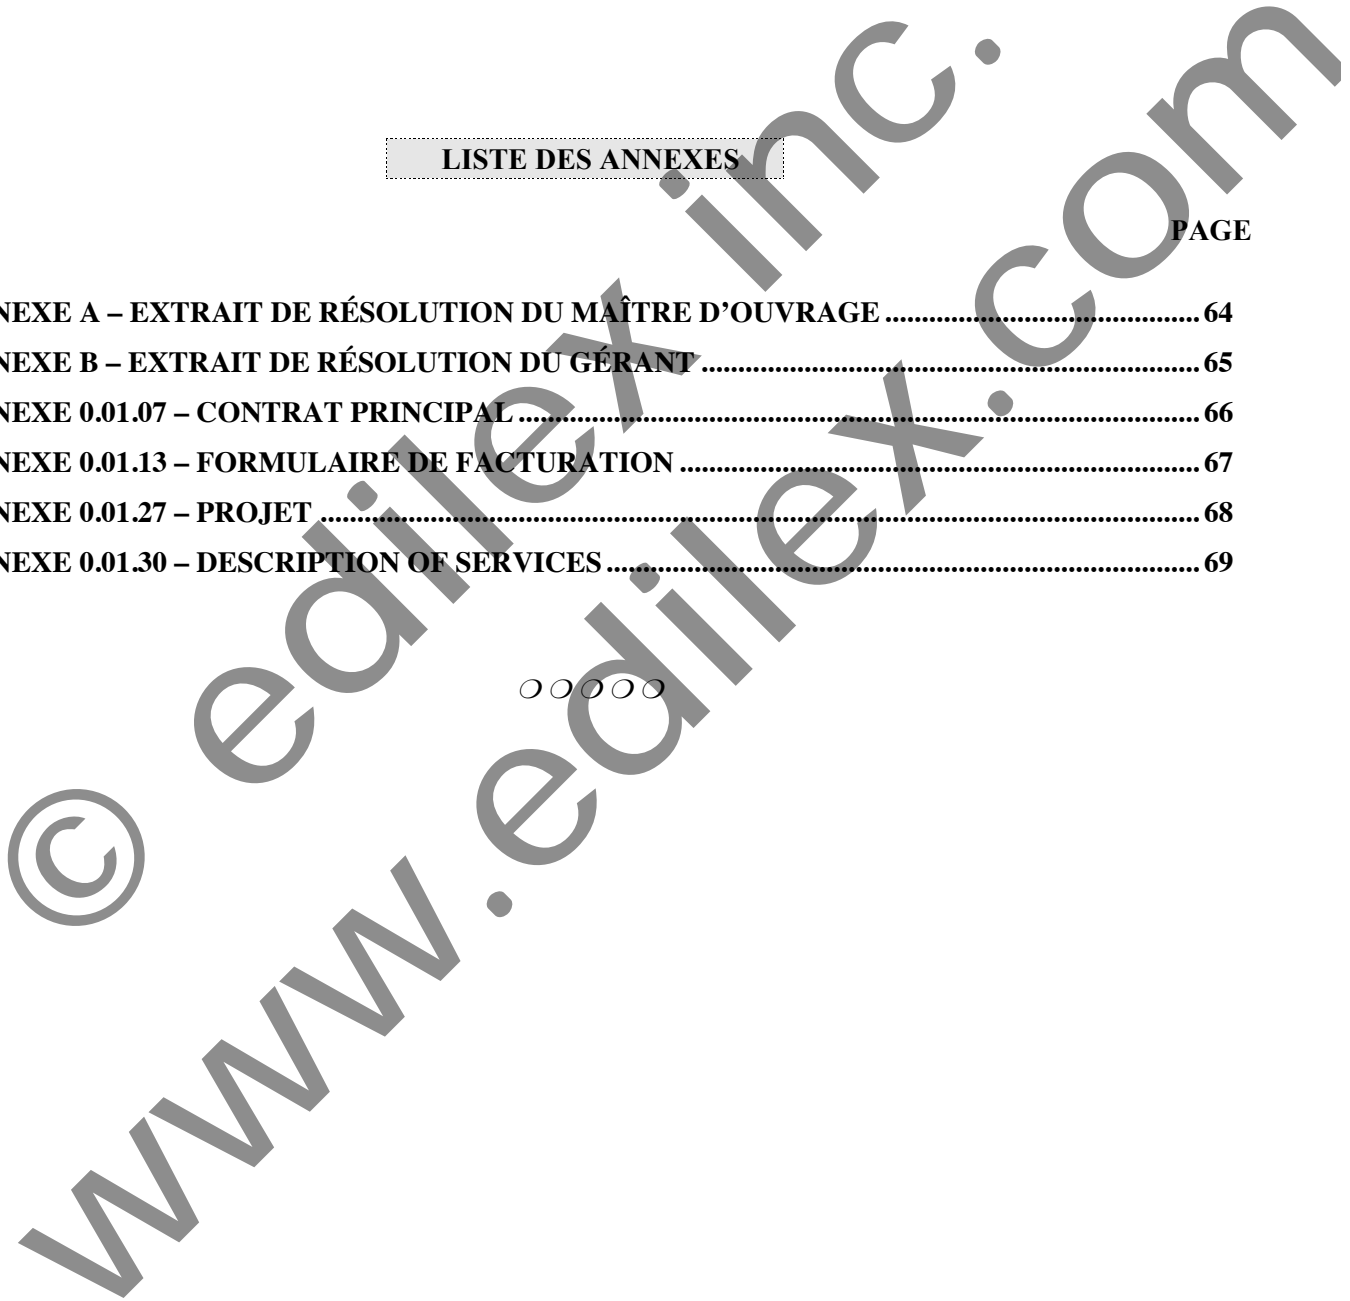 LISTE DES ANNEXES
PAGE
NEXE A – EXTRAIT DE RÉSOLUTION DU MAÎTRE D'OUVRAGE ........................................... 64
NEXE B – EXTRAIT DE RÉSOLUTION DU GÉRANT .................................................................... 65
NEXE 0.01.07 – CONTRAT PRINCIPAL ............................................................................................. 66
NEXE 0.01.13 – FORMULAIRE DE FACTURATION ....................................................................... 67
NEXE 0.01.27 – PROJET ........................................................................................................................ 68
NEXE 0.01.30 – DESCRIPTION OF SERVICES ................................................................................. 69
❍❍❍❍❍
© edilex inc.
www.edilex.com